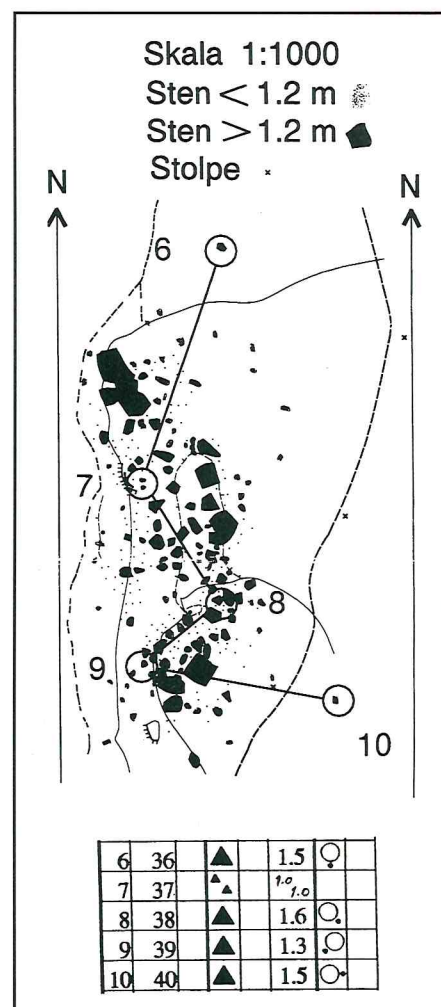 Skala 1:1000
Sten < 1.2 m
Sten > 1.2 m
Stolpe ×
N N
6
7
8
9
10
6 36 1.5
7 37 1.0 1.0
8 38 1.6
9 39 1.3
10 40 1.5